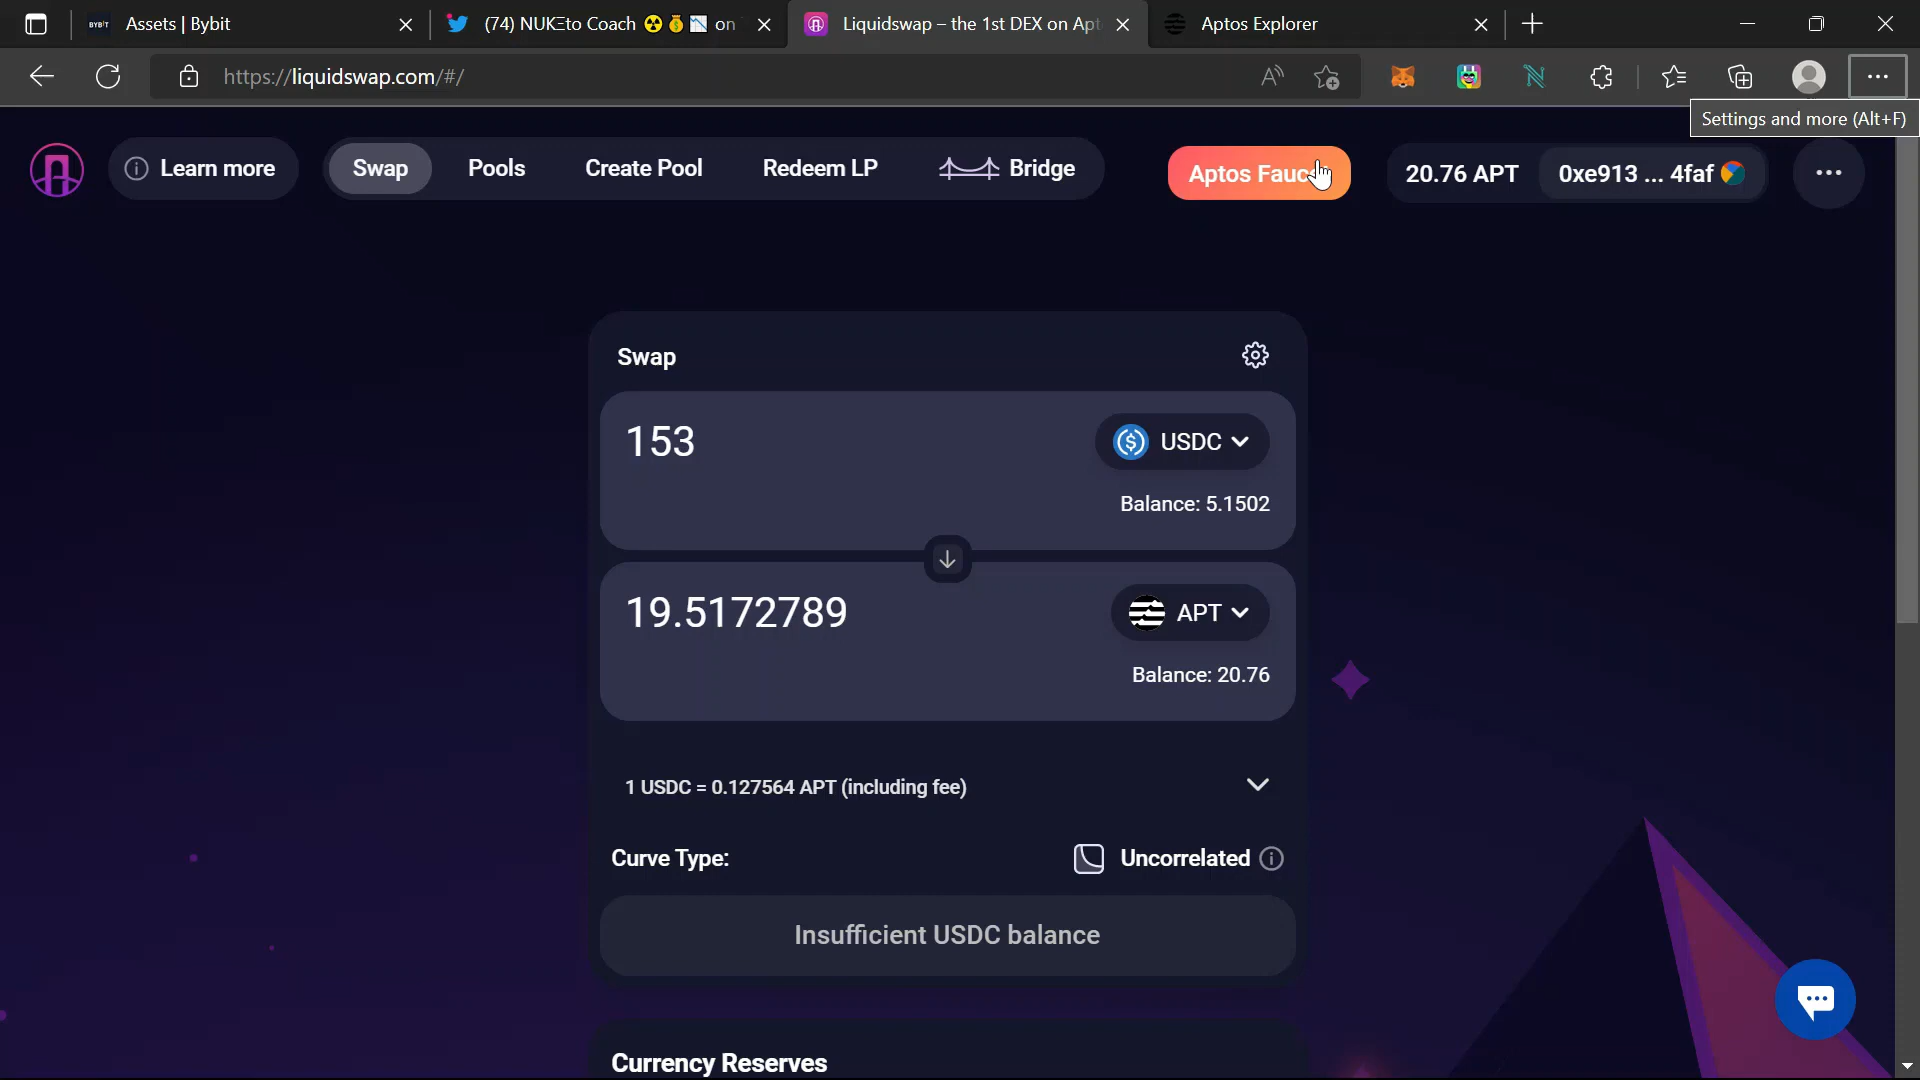 BYBIT
Assets | Bybit
(74) NUKΞto Coach ☢️💰📉 on
Liquidswap – the 1st DEX on Apt
Aptos Explorer
https://liquidswap.com/#/
Settings and more (Alt+F)
Learn more
Swap
Pools
Create Pool
Redeem LP
Bridge
Aptos Fauc
20.76 APT
0xe913 ... 4faf
Swap
153
USDC
Balance: 5.1502
19.5172789
APT
Balance: 20.76
1 USDC = 0.127564 APT (including fee)
Curve Type:
Uncorrelated
Insufficient USDC balance
Currency Reserves